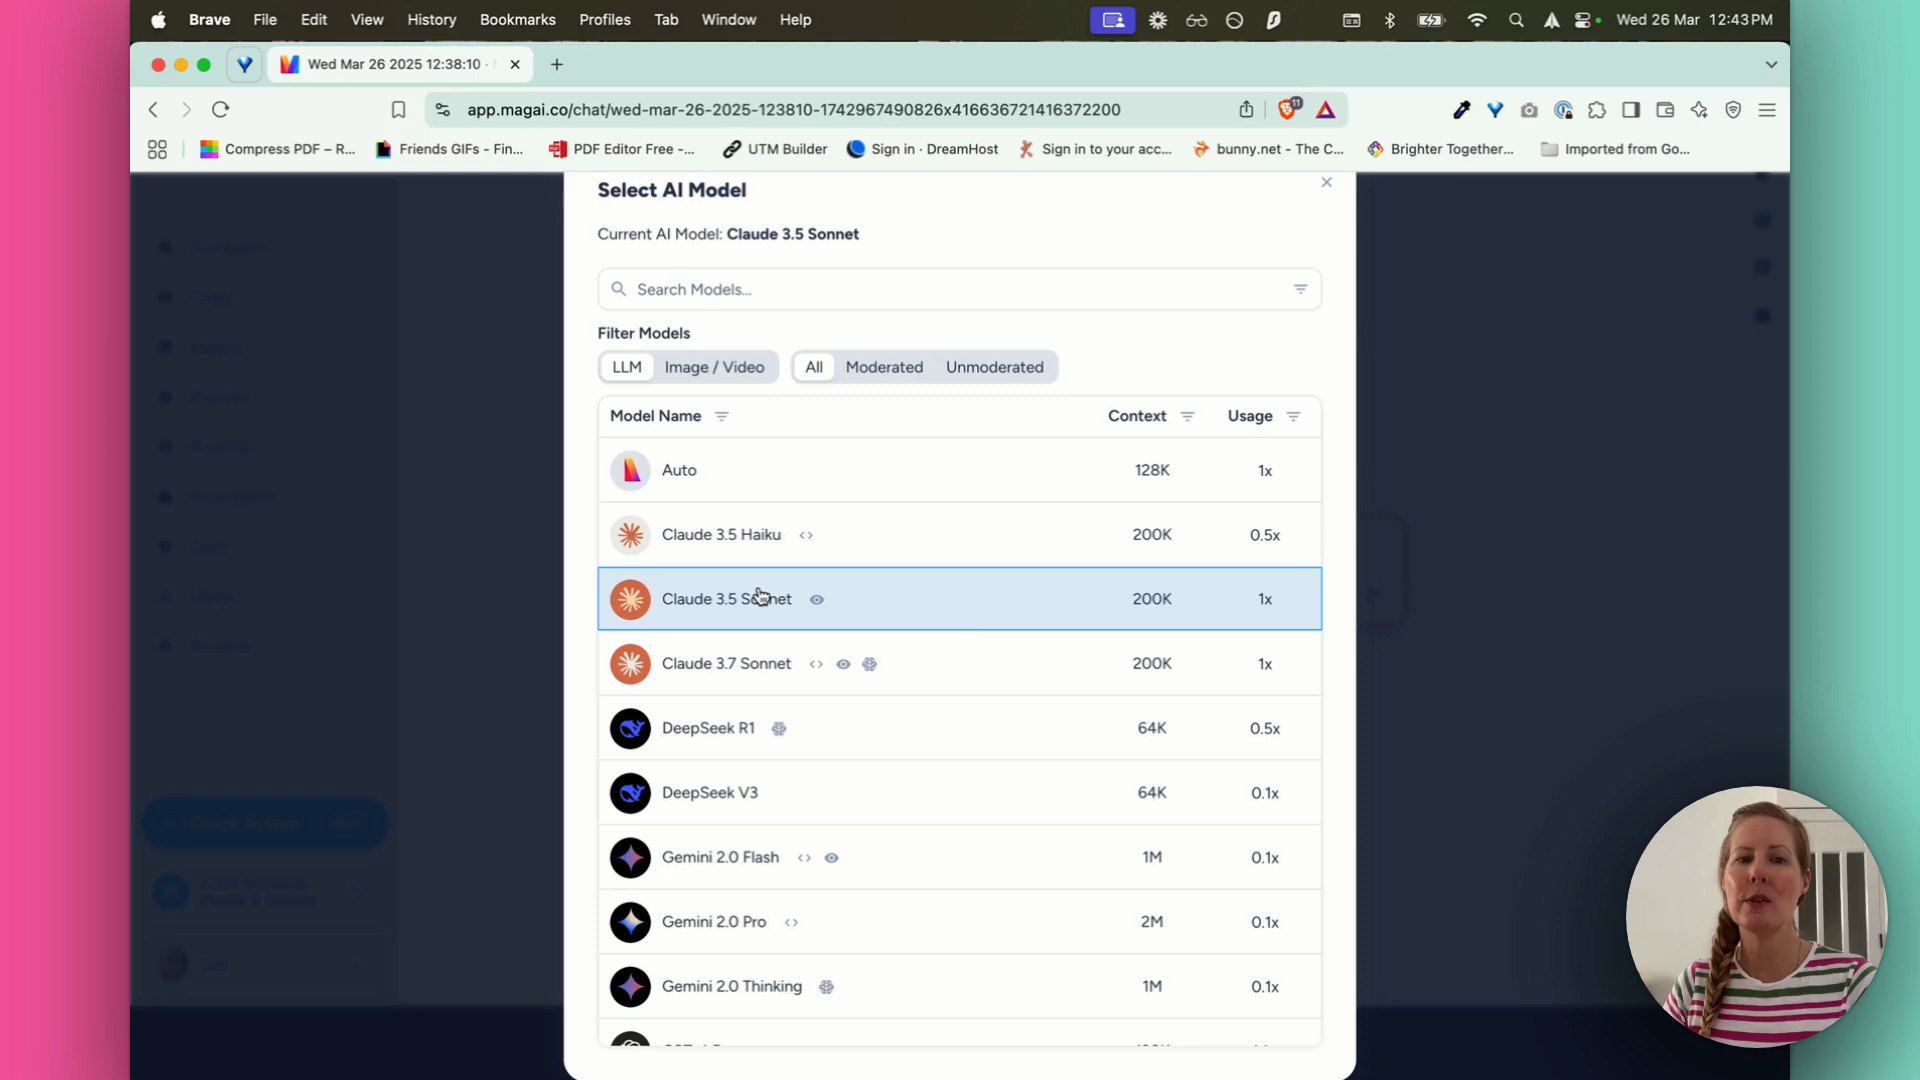 Brave File Edit View History Bookmarks Profiles Tab Window Help Wed 26 Mar 12:43 PM
Wed Mar 26 2025 12:38:10 ·
app.magai.co/chat/wed-mar-26-2025-123810-1742967490826x416636721416372200 11
Compress PDF – R... Friends GIFs - Fin... PDF Editor Free -... UTM Builder Sign in · DreamHost Sign in to your acc... bunny.net - The C... Brighter Together... Imported from Go...
Select AI Model
Current AI Model: Claude 3.5 Sonnet
Search Models...
Filter Models
LLM Image / Video All Moderated Unmoderated
Model Name Context Usage
Auto 128K 1x
Claude 3.5 Haiku 200K 0.5x
Claude 3.5 Sonnet 200K 1x
Claude 3.7 Sonnet 200K 1x
DeepSeek R1 64K 0.5x
DeepSeek V3 64K 0.1x
Gemini 2.0 Flash 1M 0.1x
Gemini 2.0 Pro 2M 0.1x
Gemini 2.0 Thinking 1M 0.1x